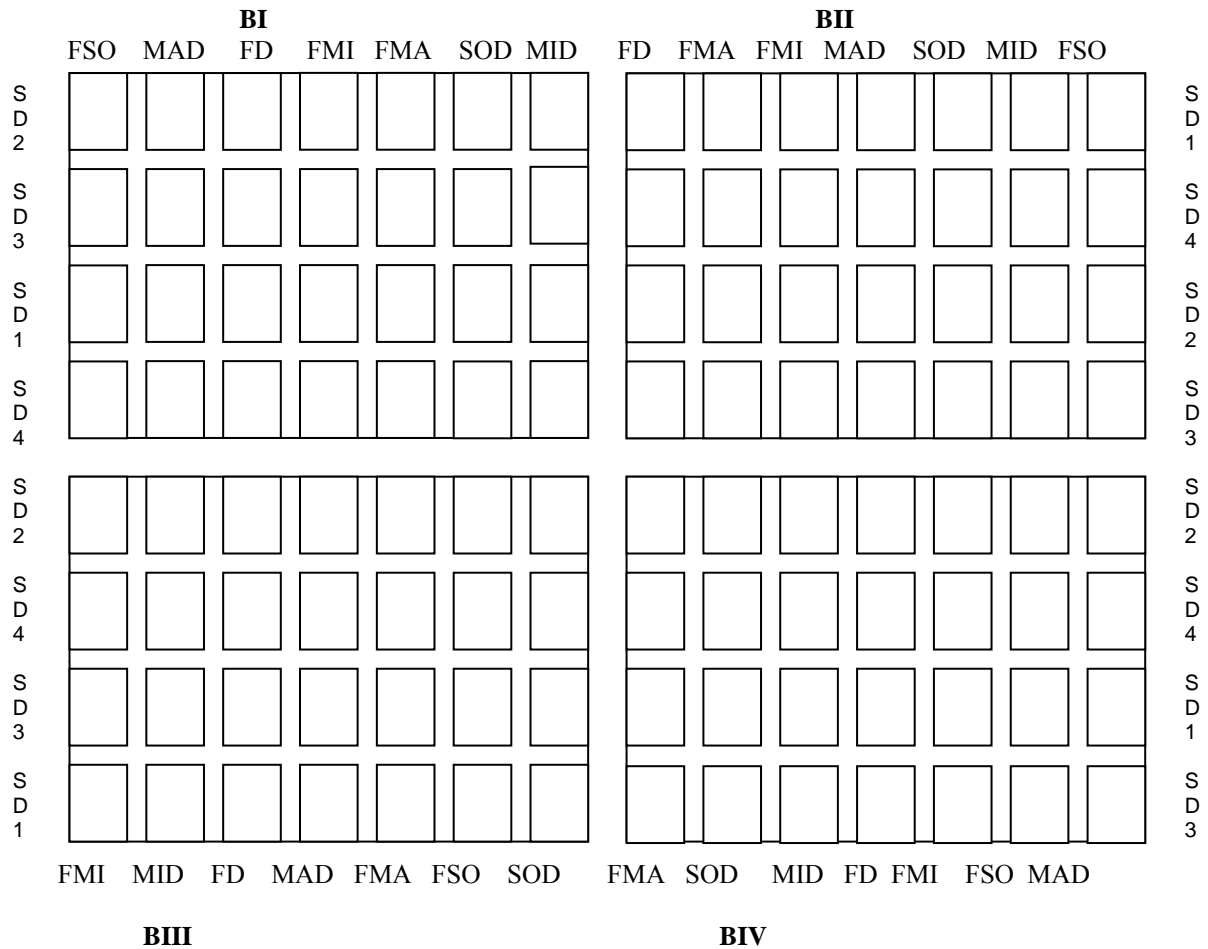 BI BII
FSO MAD FD FMI FMA SOD MID FD FMA FMI MAD SOD MID FSO
S D 2 S D 1
S D 3 S D 4
S D 1 S D 2
S D 4 S D 3
S D 2 S D 2
S D 4 S D 4
S D 3 S D 1
S D 1 S D 3
FMI MID FD MAD FMA FSO SOD FMA SOD MID FD FMI FSO MAD
BIII BIV